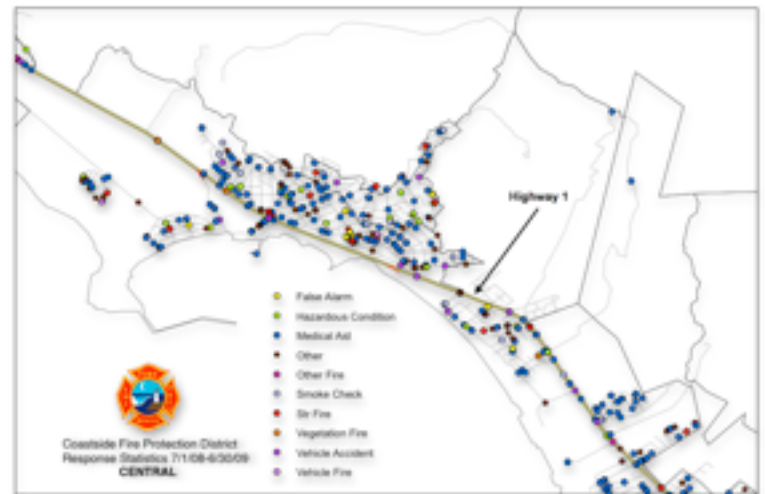 Highway 1
False Alarm
Hazardous Condition
Medical Aid
Other
Other Fire
Smoke Check
Str Fire
Vegetation Fire
Vehicle Accident
Vehicle Fire
Coastside Fire Protection District
Response Statistics 7/1/08-6/30/09
CENTRAL